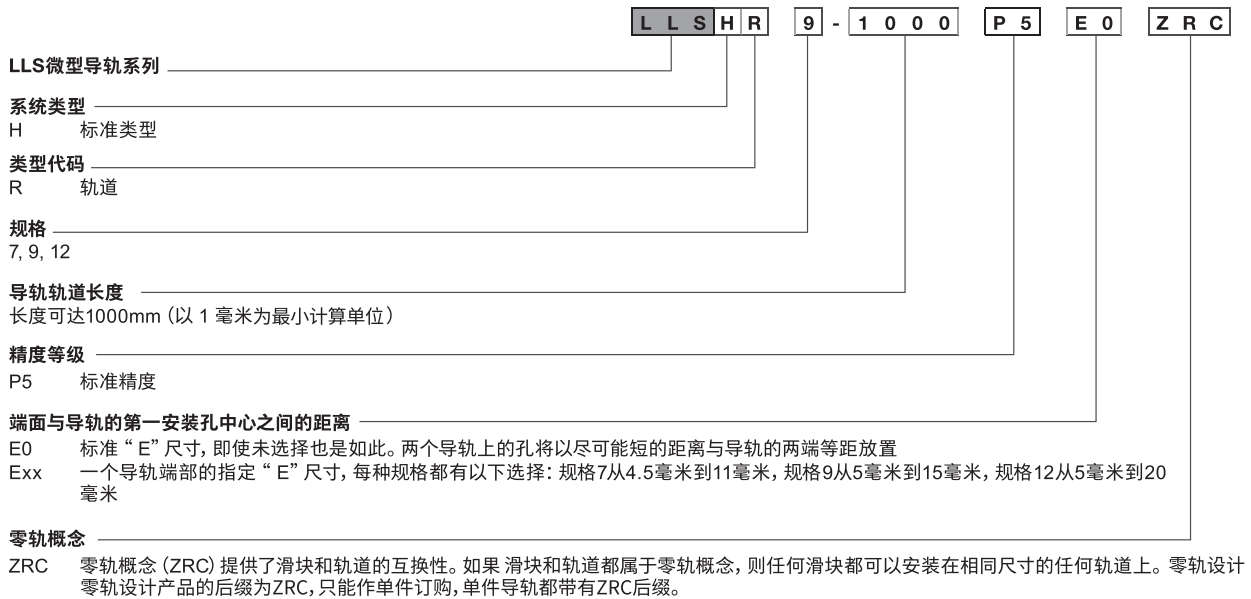 LLSHR 9-1000 P5 E0 ZRC
LLS微型导轨系列
系统类型
H 标准类型
类型代码
R 轨道
规格
7, 9, 12
导轨轨道长度
长度可达1000mm（以 1 毫米为最小计算单位）
精度等级
P5 标准精度
端面与导轨的第一安装孔中心之间的距离
E0 标准“ E” 尺寸，即使未选择也是如此。两个导轨上的孔将以尽可能短的距离与导轨的两端等距放置
Exx 一个导轨端部的指定“ E” 尺寸，每种规格都有以下选择：规格7从4.5毫米到11毫米，规格9从5毫米到15毫米，规格12从5毫米到20
毫米
零轨概念
ZRC 零轨概念（ZRC）提供了滑块和轨道的互换性。如果 滑块和轨道都属于零轨概念，则任何滑块都可以安装在相同尺寸的任何轨道上。零轨设计
零轨设计产品的后缀为ZRC，只能作单件订购，单件导轨都带有ZRC后缀。